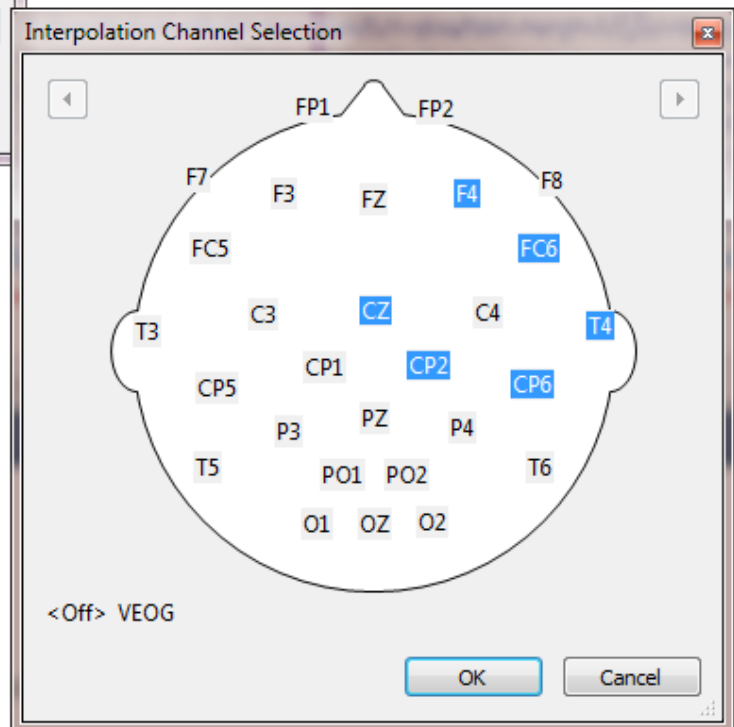 Interpolation Channel Selection
FP1 FP2
F7 F3 FZ F4 F8
FC5 FC6
T3 C3 CZ C4 T4
CP5 CP1 CP2 CP6
P3 PZ P4
T5 PO1 PO2 T6
O1 OZ O2
<Off> VEOG
OK Cancel